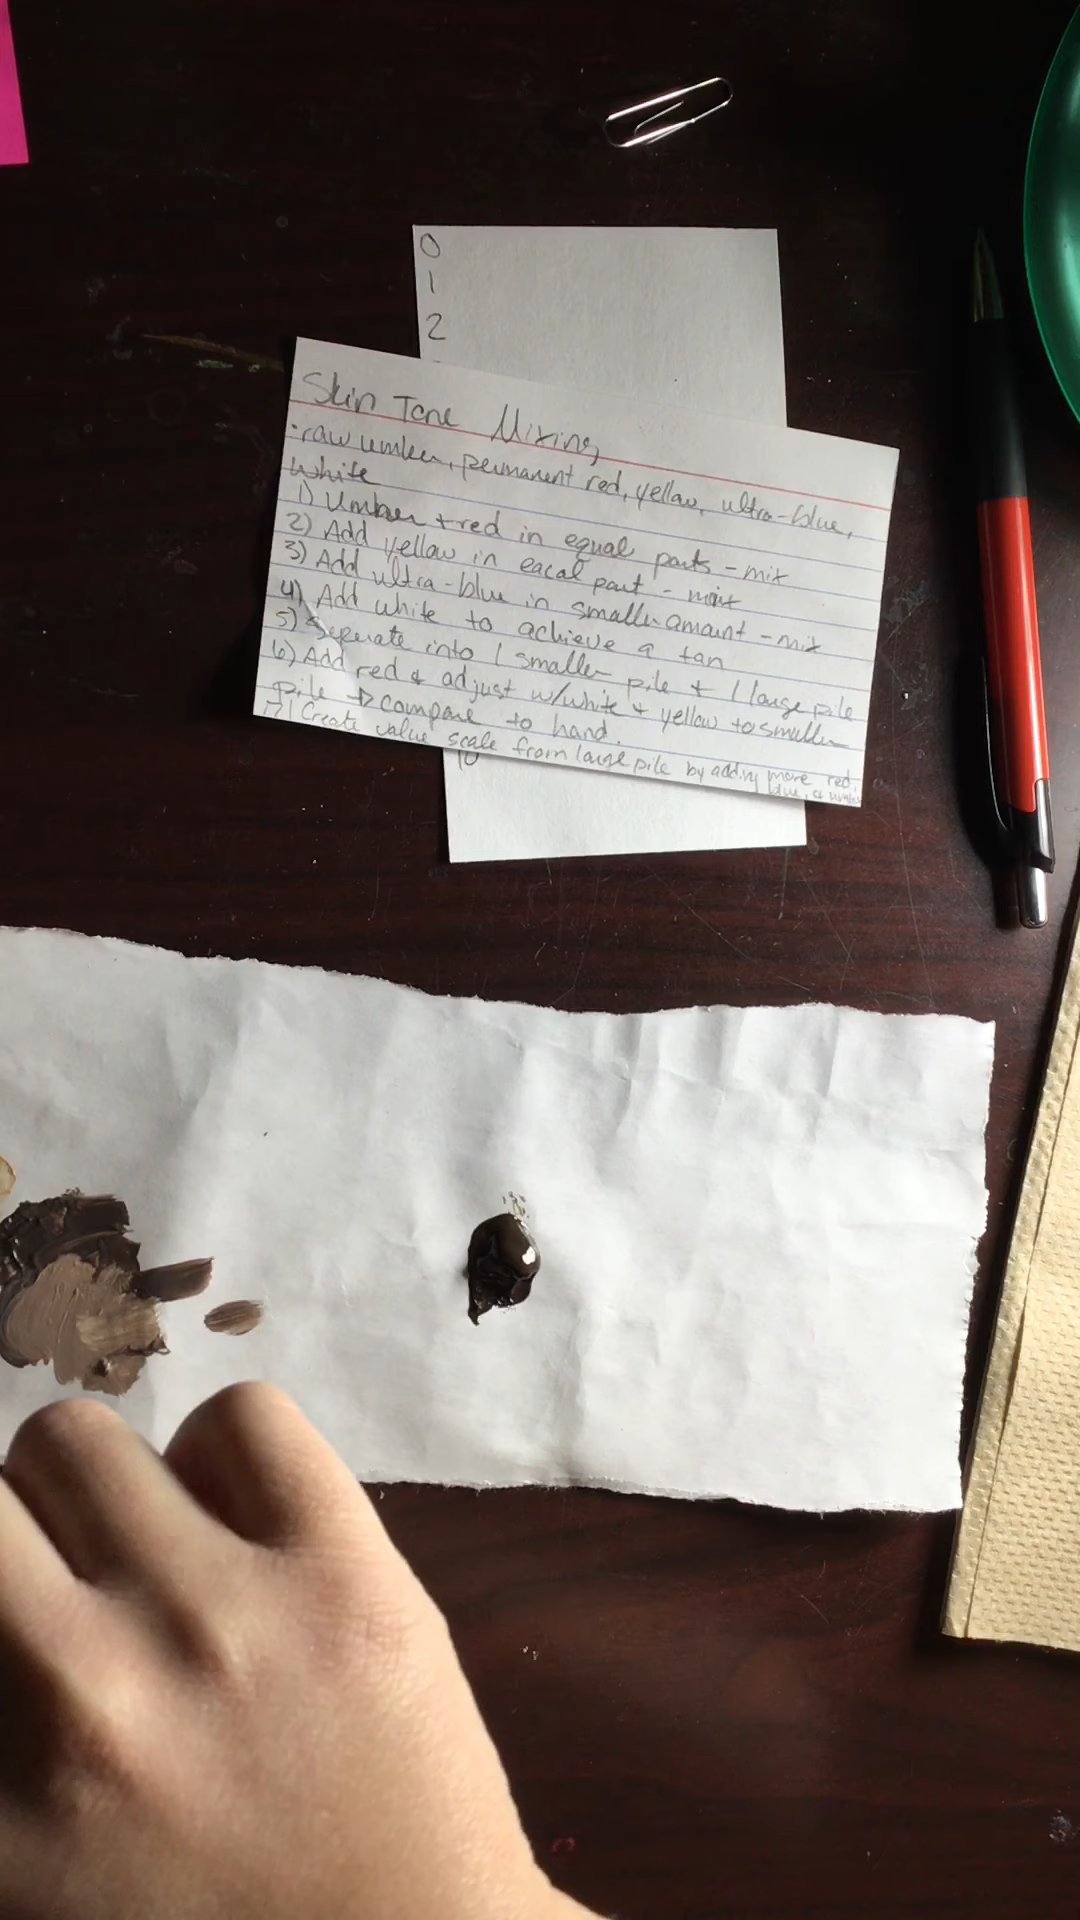 0
1
2
Skin Tone Mixing
• raw umber, permanent red, yellow, ultra-blue,
white
1) Umber + red in equal parts - mix
2) Add yellow in eacal part - mix
3) Add ultra-blue in smaller amount - mix
4) Add white to achieve a tan
5) Seperate into 1 smaller pile + 1 large pile
6) Add red & adjust w/white + yellow to smaller
pile → compare to hand.
7) Create value scale from large pile by adding more red,
blue, & umber
10